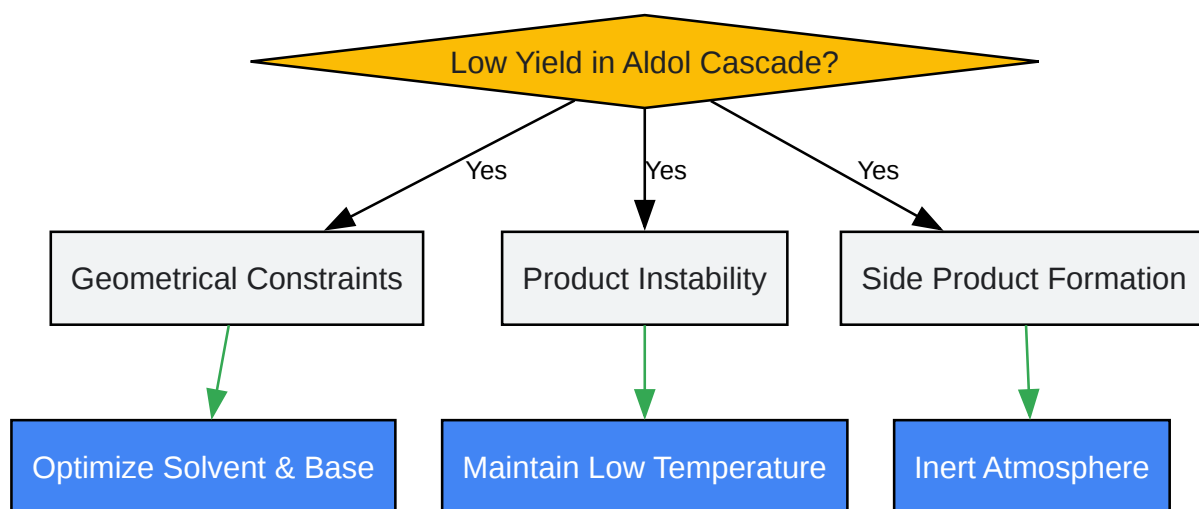 Low Yield in Aldol Cascade?
Yes
Yes
Yes
Geometrical Constraints
Product Instability
Side Product Formation
Optimize Solvent & Base
Maintain Low Temperature
Inert Atmosphere